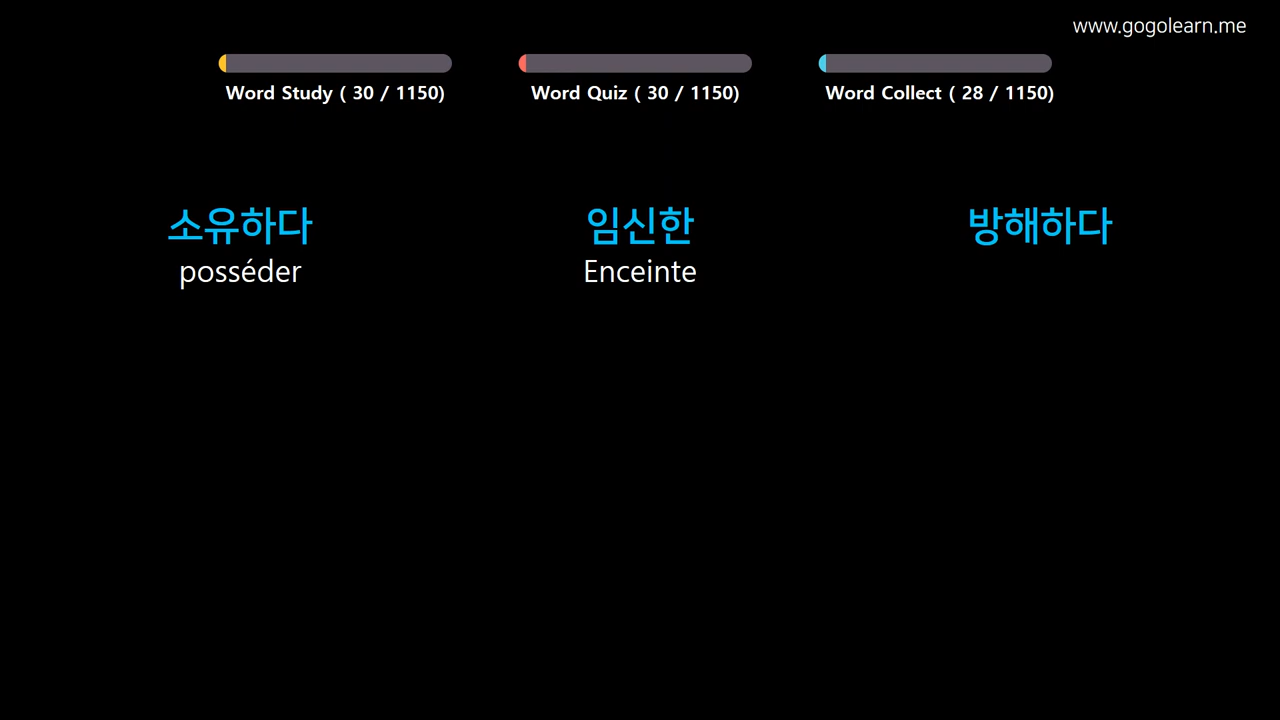 www.gogolearn.me
Word Study ( 30 / 1150)
Word Quiz ( 30 / 1150)
Word Collect ( 28 / 1150)
소유하다
posséder
임신한
Enceinte
방해하다